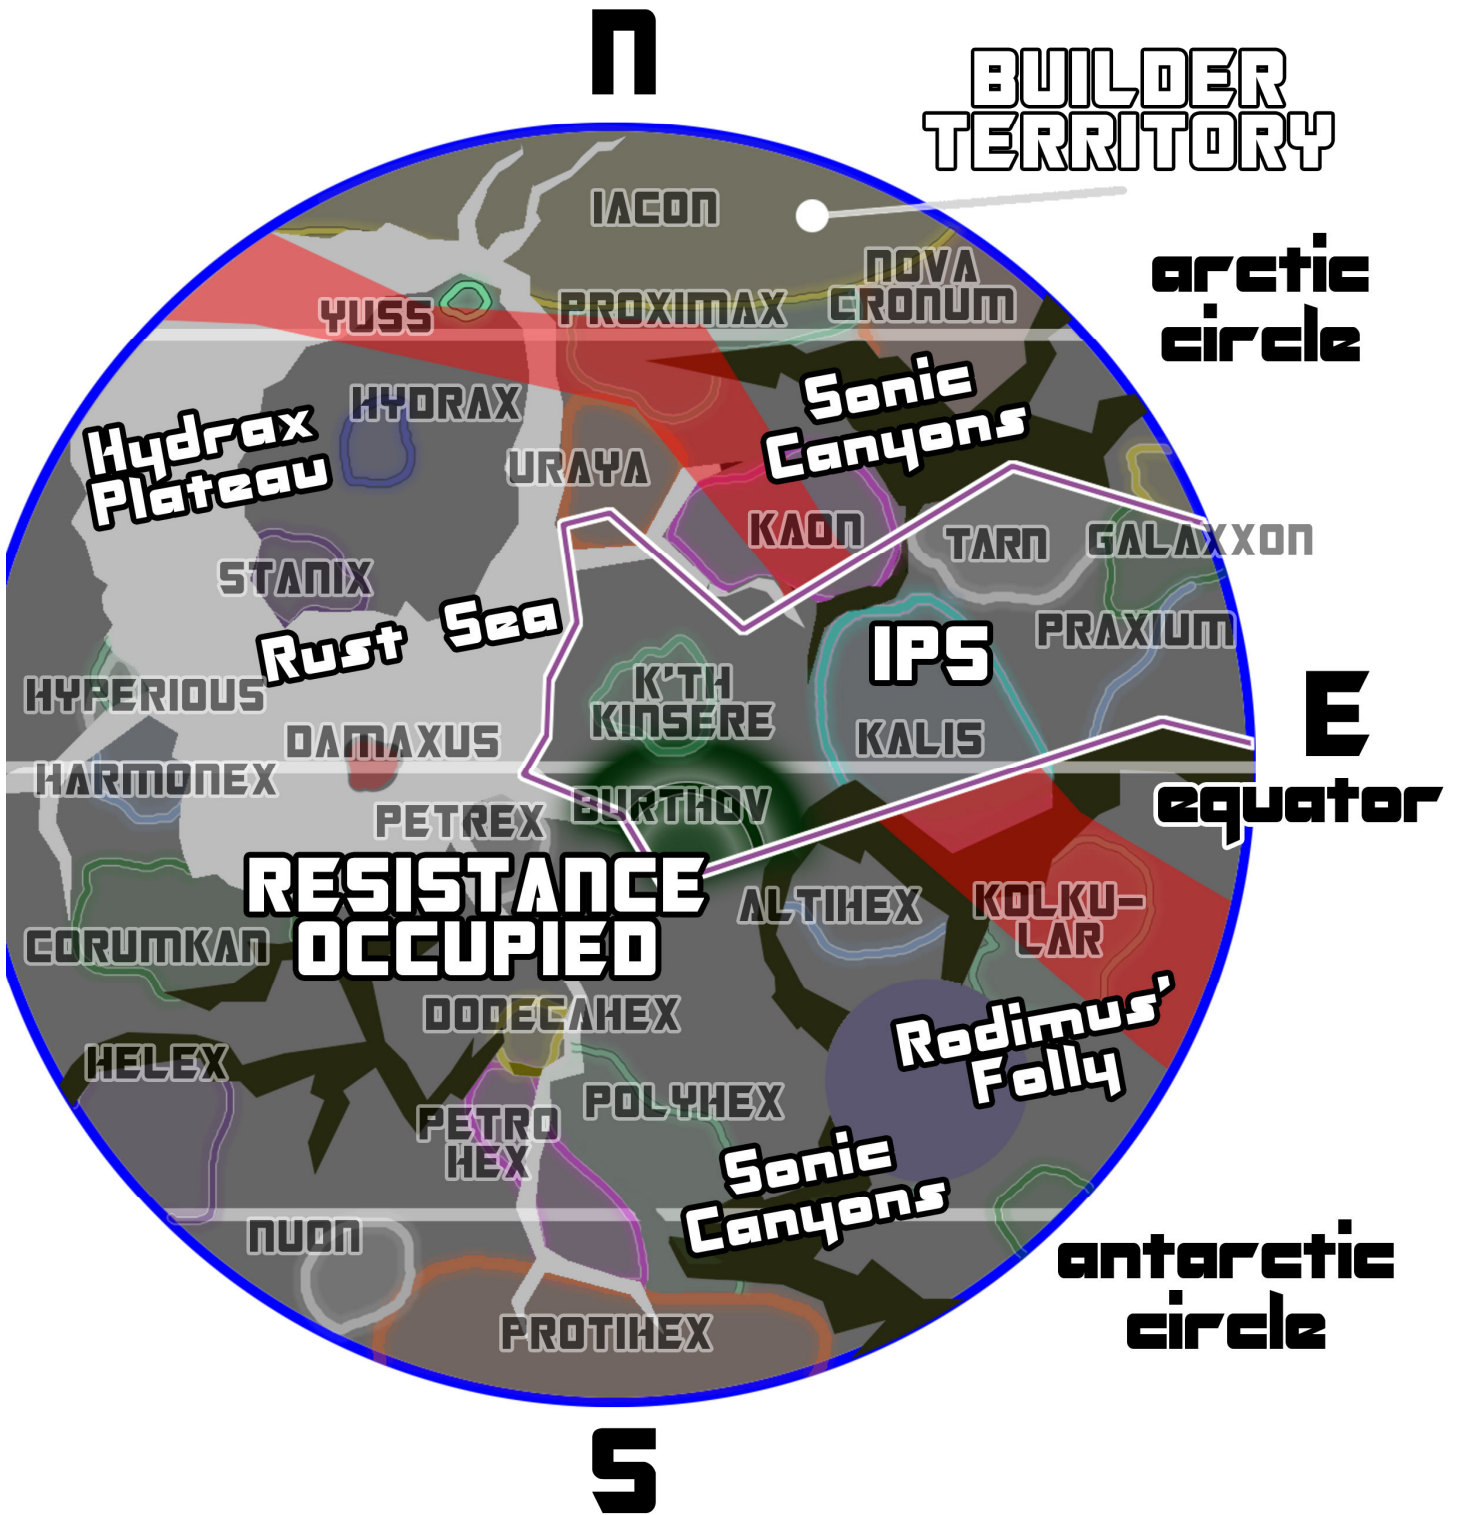 N
BUILDER
TERRITORY
IACON
NOVA
CRONUM
arctic
circle
YUSS
PROXIMAX
Sonic
Canyons
HYDRAX
Hydrax
Plateau
URAYA
KAON
TARN
GALAXXON
STANIX
Rust Sea
IPS
PRAXIUM
K'TH
KINSERE
HYPERIOUS
DAMAXUS
KALIS
E
equator
HARMONEX
PETREX
BURTHOV
RESISTANCE
OCCUPIED
ALTIHEX
KOLKU-
LAR
CORUMKAN
DODECAHEX
Rodimus'
Folly
HELEX
PETRO
HEX
POLYHEX
Sonic
Canyons
NUON
antarctic
circle
PROTIHEX
S